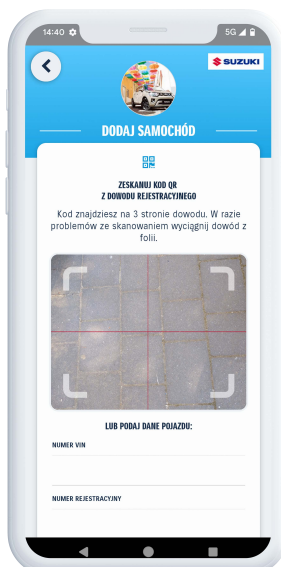 14:40
5G
SUZUKI
DODAJ SAMOCHÓD
ZESKANUJ KOD QR
Z DOWODU REJESTRACYJNEGO
Kod znajdziesz na 3 stronie dowodu. W razie
problemów ze skanowaniem wyciągnij dowód z
folii.
LUB PODAJ DANE POJAZDU:
NUMER VIN
NUMER REJESTRACYJNY